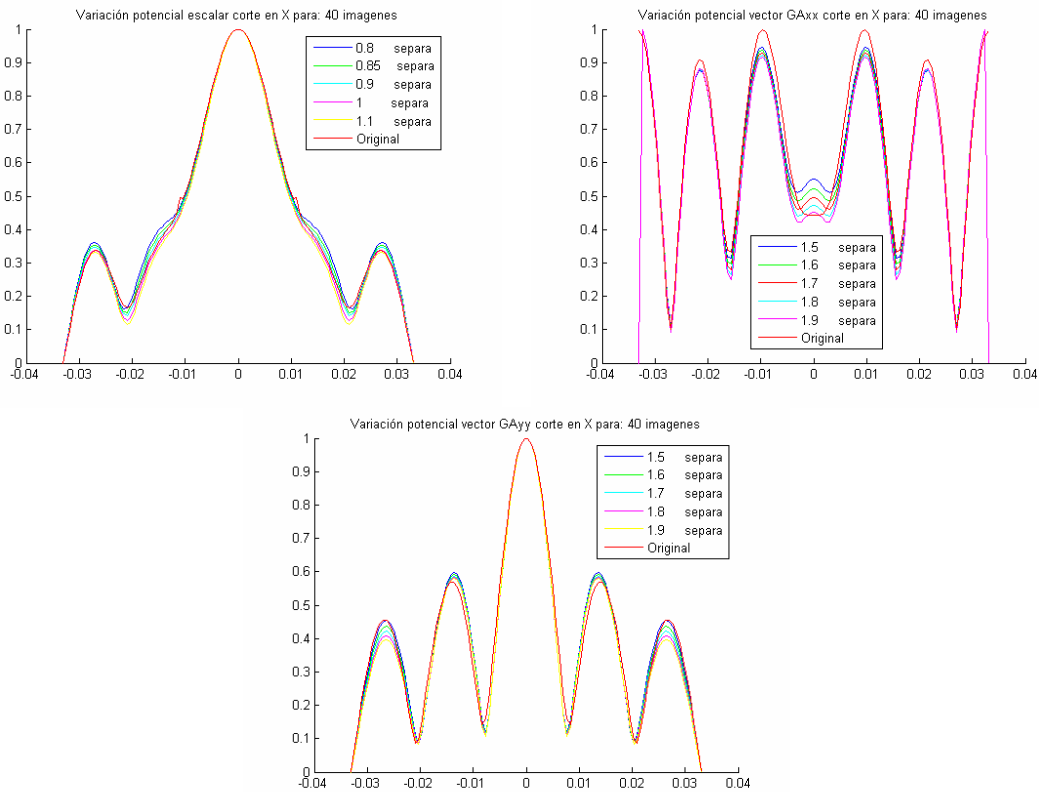 Variación potencial escalar corte en X para: 40 imagenes
1
0.9
0.8
0.7
0.6
0.5
0.4
0.3
0.2
0.1
0
-0.04
-0.03
-0.02
-0.01
0
0.01
0.02
0.03
0.04
0.8 separa
0.85 separa
0.9 separa
1 separa
1.1 separa
Original
Variación potencial vector GAxx corte en X para: 40 imagenes
1
0.9
0.8
0.7
0.6
0.5
0.4
0.3
0.2
0.1
0
-0.04
-0.03
-0.02
-0.01
0
0.01
0.02
0.03
0.04
1.5 separa
1.6 separa
1.7 separa
1.8 separa
1.9 separa
Original
Variación potencial vector GAyy corte en X para: 40 imagenes
1
0.9
0.8
0.7
0.6
0.5
0.4
0.3
0.2
0.1
0
-0.04
-0.03
-0.02
-0.01
0
0.01
0.02
0.03
0.04
1.5 separa
1.6 separa
1.7 separa
1.8 separa
1.9 separa
Original